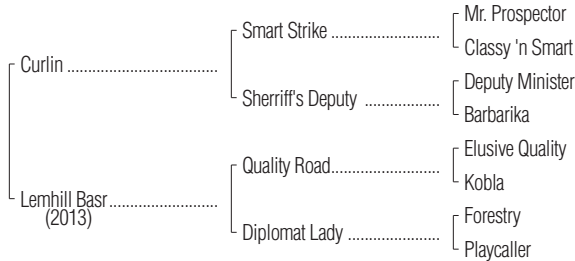 Mr. Prospector
Smart Strike ........................
Classy 'n Smart
Curlin .................................
Deputy Minister
Sherriff's Deputy ................
Barbarika
Elusive Quality
Quality Road.......................
Kobla
Lemhill Basr........................
(2013)
Forestry
Diplomat Lady ....................
Playcaller